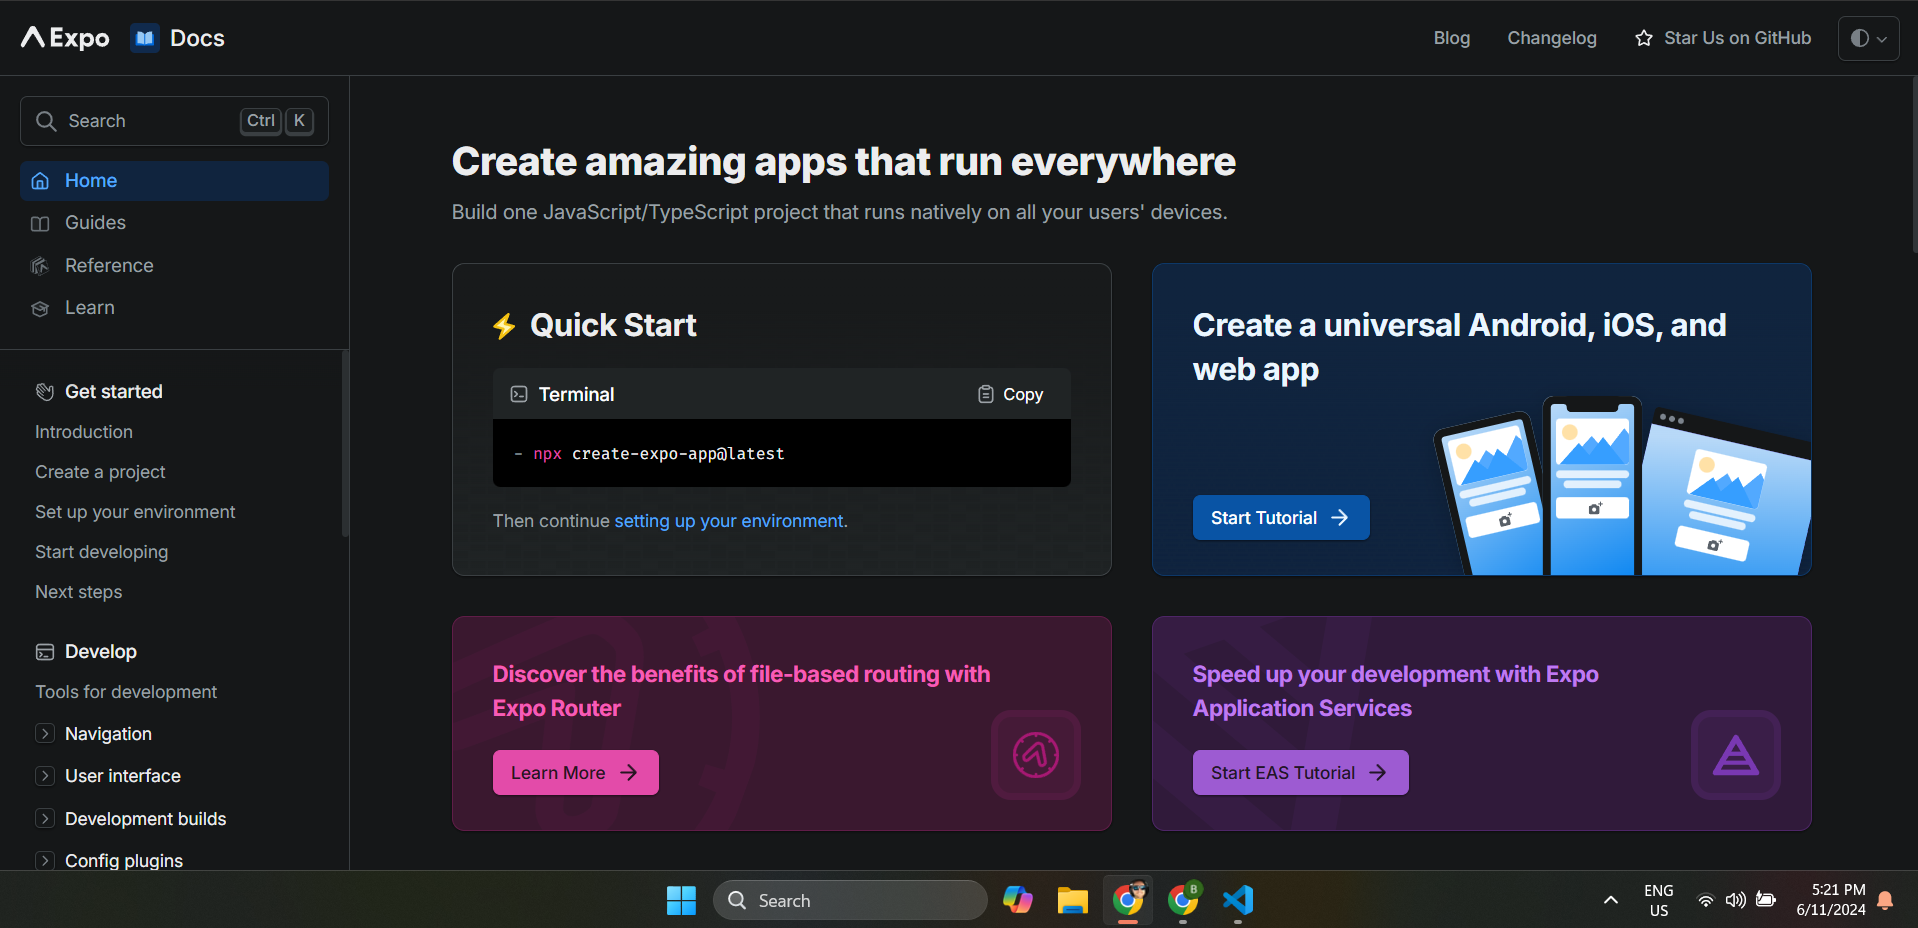 Expo
Docs
Blog
Changelog
Star Us on GitHub
Search
Ctrl
K
Home
Guides
Reference
Learn
Get started
Introduction
Create a project
Set up your environment
Start developing
Next steps
Develop
Tools for development
Navigation
User interface
Development builds
Config plugins
Create amazing apps that run everywhere
Build one JavaScript/TypeScript project that runs natively on all your users' devices.
⚡ Quick Start
Terminal
Copy
- npx create-expo-app@latest
Then continue setting up your environment.
Create a universal Android, iOS, and
web app
Start Tutorial →
Discover the benefits of file-based routing with
Expo Router
Learn More →
Speed up your development with Expo
Application Services
Start EAS Tutorial →
Search
B
ENG
US
5:21 PM
6/11/2024